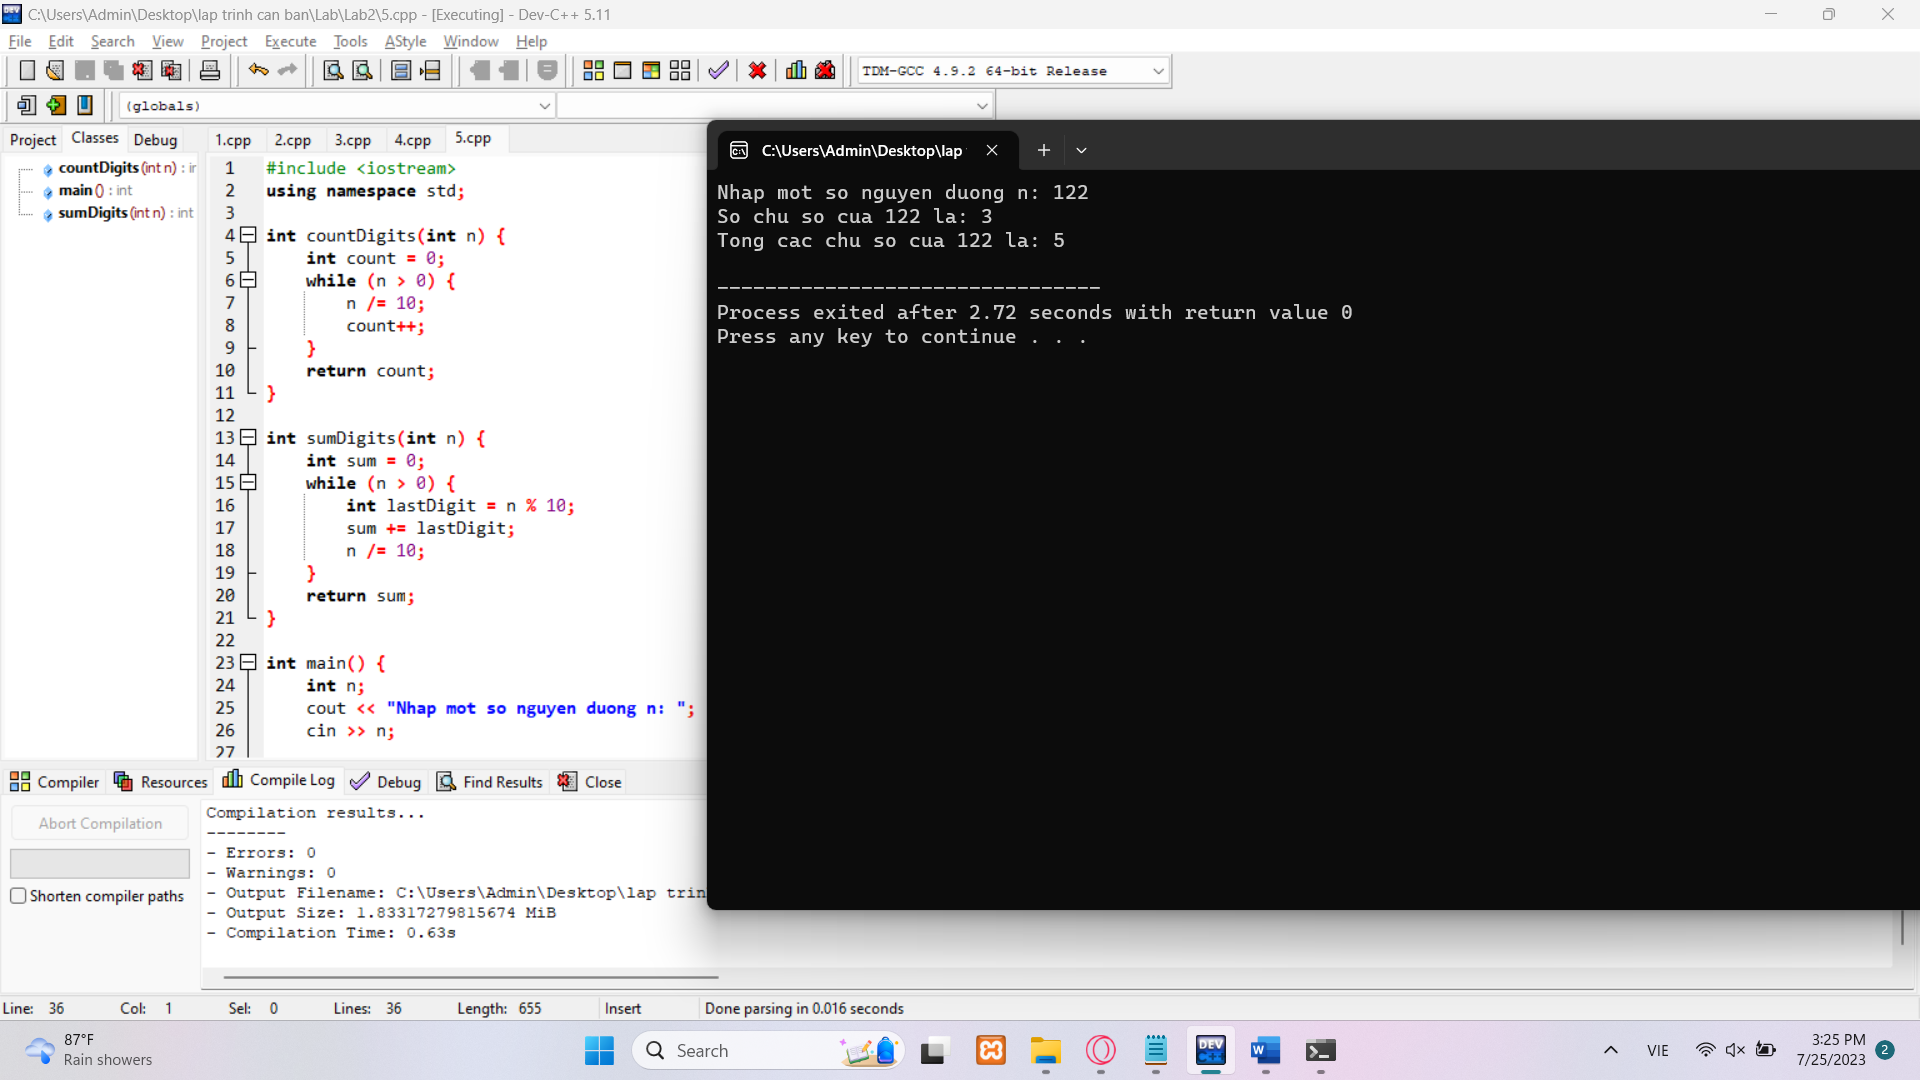 C:\Users\Admin\Desktop\lap trinh can ban\Lab\Lab2\5.cpp - [Executing] - Dev-C++ 5.11
File Edit Search View Project Execute Tools AStyle Window Help
TDM-GCC 4.9.2 64-bit Release
(globals)
Project Classes Debug
countDigits (int n) : ir
main () : int
sumDigits (int n) : int
1.cpp 2.cpp 3.cpp 4.cpp 5.cpp
1 #include <iostream>
2 using namespace std;
3
4 int countDigits(int n) {
5 int count = 0;
6 while (n > 0) {
7 n /= 10;
8 count++;
9 }
10 return count;
11 }
12
13 int sumDigits(int n) {
14 int sum = 0;
15 while (n > 0) {
16 int lastDigit = n % 10;
17 sum += lastDigit;
18 n /= 10;
19 }
20 return sum;
21 }
22
23 int main() {
24 int n;
25 cout << "Nhap mot so nguyen duong n: ";
26 cin >> n;
27
C:\Users\Admin\Desktop\lap
Nhap mot so nguyen duong n: 122
So chu so cua 122 la: 3
Tong cac chu so cua 122 la: 5
--------------------------------
Process exited after 2.72 seconds with return value 0
Press any key to continue . . .
Compiler Resources Compile Log Debug Find Results Close
Abort Compilation
Shorten compiler paths
Compilation results...
--------
- Errors: 0
- Warnings: 0
- Output Filename: C:\Users\Admin\Desktop\lap trin
- Output Size: 1.83317279815674 MiB
- Compilation Time: 0.63s
Line: 36 Col: 1 Sel: 0 Lines: 36 Length: 655 Insert Done parsing in 0.016 seconds
87°F
Rain showers
Search
DEV
W
VIE
3:25 PM
7/25/2023
2